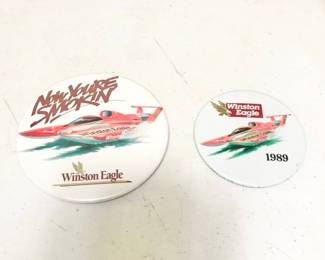 Now You're
Smokin'
Winston Eagle
Winston
Eagle
1989